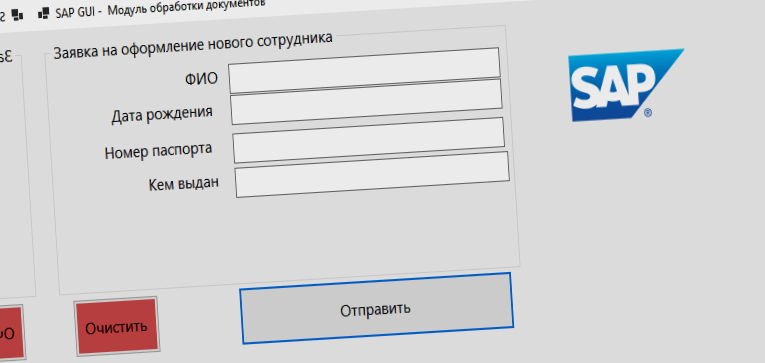 SAP GUI - Модуль обработки документов
Заявка на оформление нового сотрудника
ФИО
Дата рождения
Номер паспорта
Кем выдан
Очистить
Отправить
SAP®